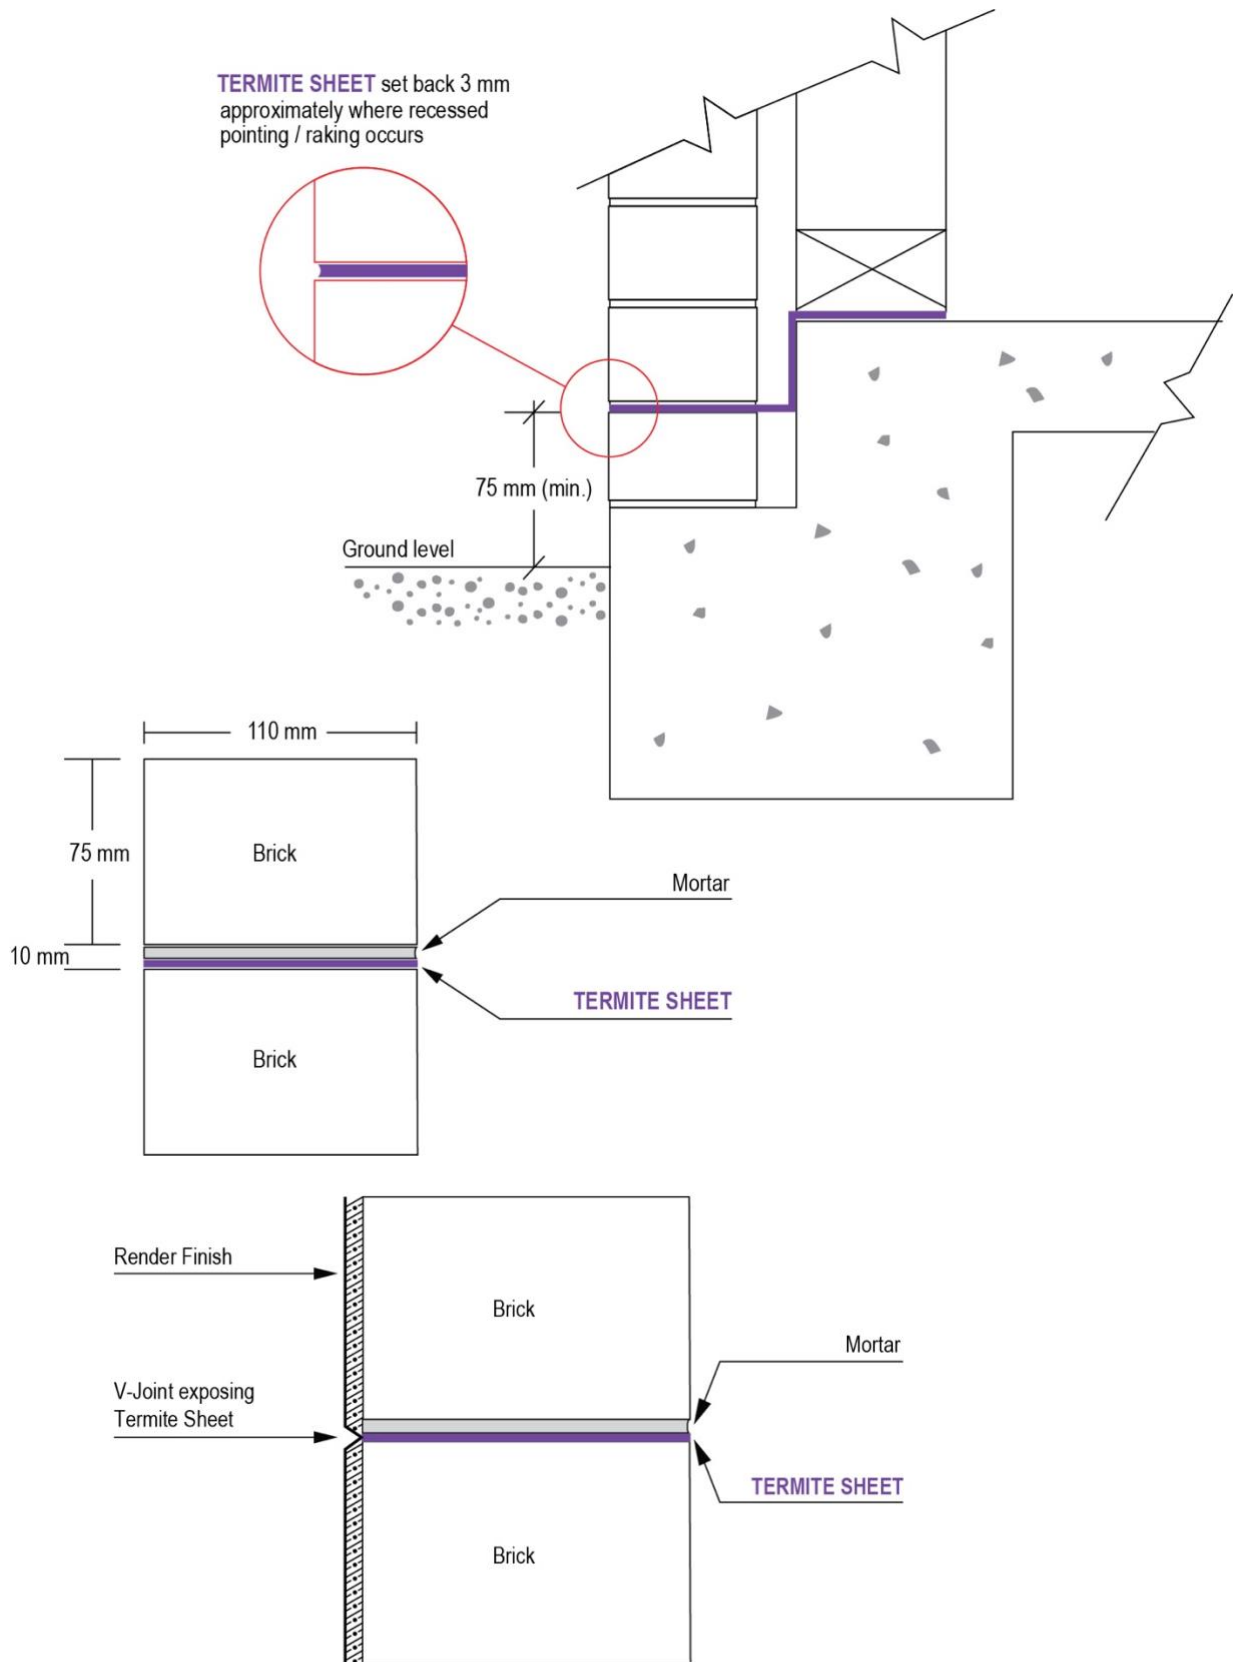 TERMITE SHEET set back 3 mm
approximately where recessed
pointing / raking occurs
75 mm (min.)
Ground level
110 mm
75 mm
Brick
Mortar
10 mm
TERMITE SHEET
Brick
Render Finish
Brick
Mortar
V-Joint exposing
Termite Sheet
TERMITE SHEET
Brick